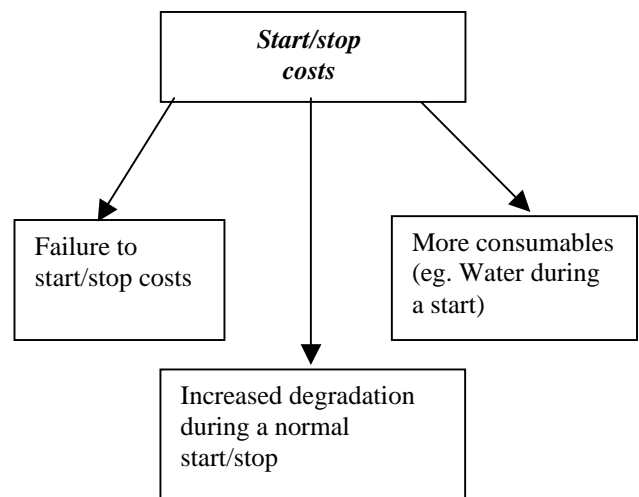 Start/stop
costs
Failure to
start/stop costs
More consumables
(eg. Water during
a start)
Increased degradation
during a normal
start/stop